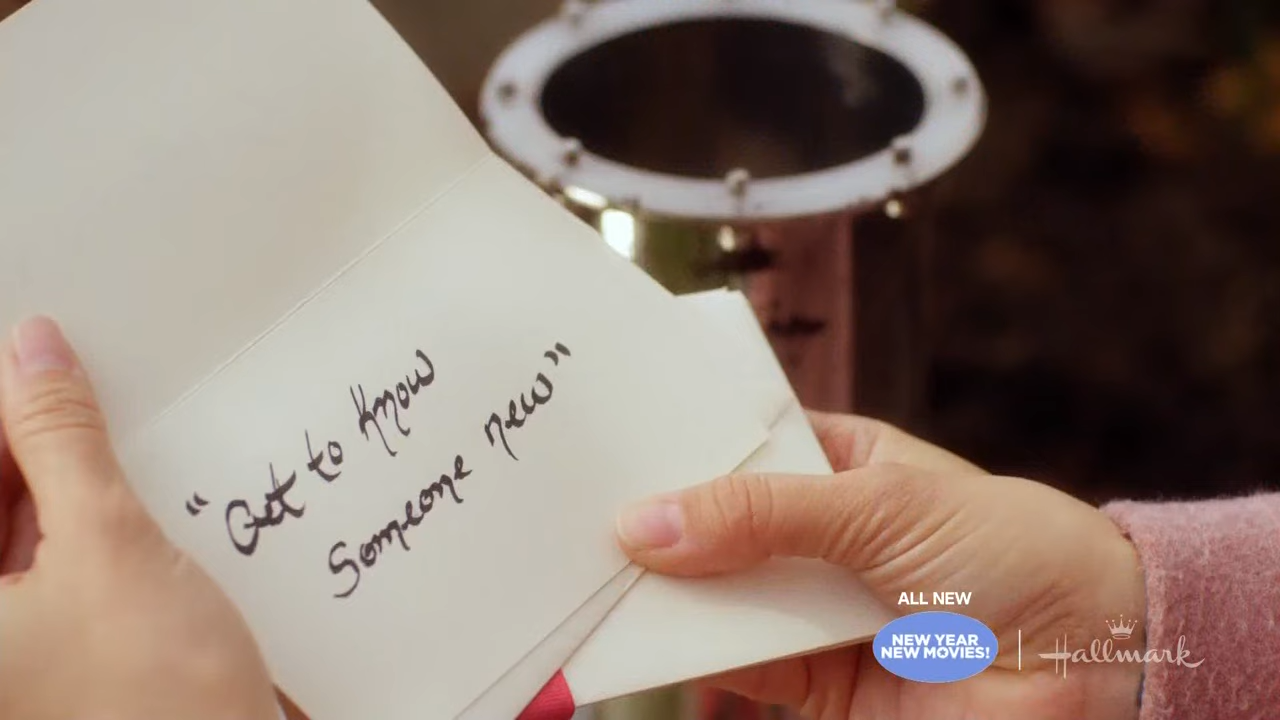 "Get to know
Someone new"
ALL NEW
NEW YEAR
NEW MOVIES!
Hallmark